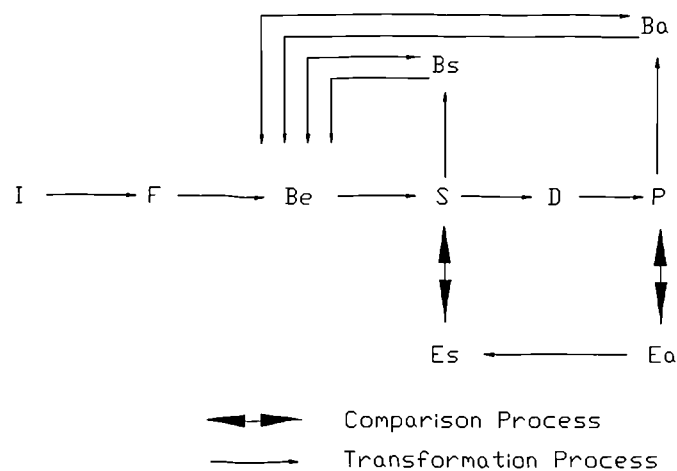 Ba
Bs
I F Be S D P
Es Ea
Comparison Process
Transformation Process